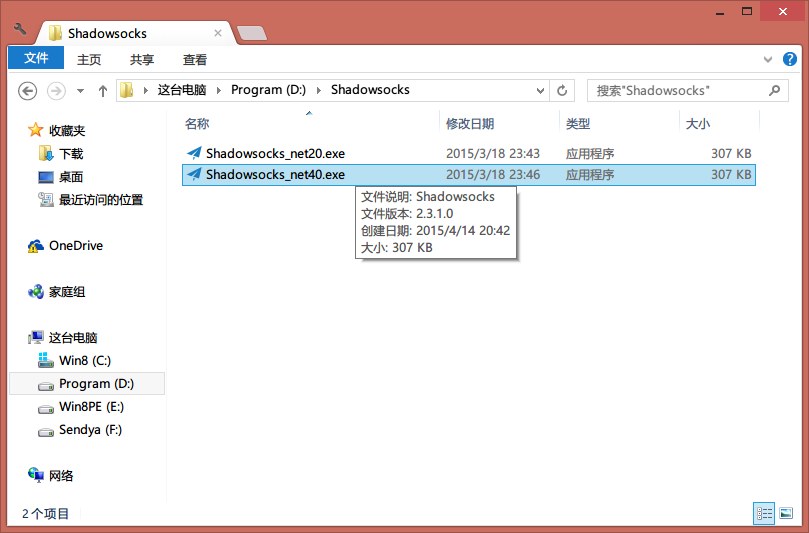 Shadowsocks
文件 主页 共享 查看
这台电脑 Program (D:) Shadowsocks 搜索"Shadowsocks"
名称 修改日期 类型 大小
Shadowsocks_net20.exe 2015/3/18 23:43 应用程序 307 KB
Shadowsocks_net40.exe 2015/3/18 23:46 应用程序 307 KB
文件说明: Shadowsocks
文件版本: 2.3.1.0
创建日期: 2015/4/14 20:42
大小: 307 KB
收藏夹
下载
桌面
最近访问的位置
OneDrive
家庭组
这台电脑
Win8 (C:)
Program (D:)
Win8PE (E:)
Sendya (F:)
网络
2 个项目